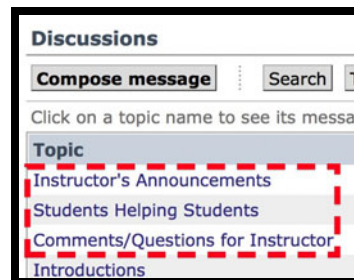 Discussions
Compose message Search
Click on a topic name to see its
Topic
Instructor's Announcements
Students Helping Students
Comments/Questions for Instructor
Introductions